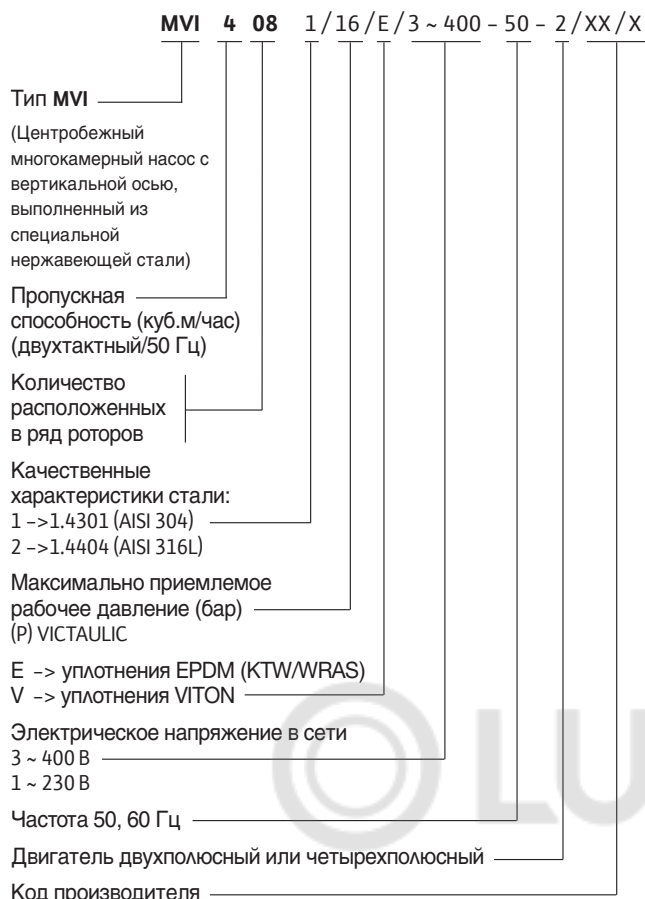 MVI 4 08 1/16/E/3 ~ 400 – 50 – 2/XX/X
Тип MVI
(Центробежный
многокамерный насос с
вертикальной осью,
выполненный из
специальной
нержавеющей стали)
Пропускная
способность (куб.м/час)
(двухтактный/50 Гц)
Количество
расположенных
в ряд роторов
Качественные
характеристики стали:
1 –>1.4301 (AISI 304)
2 –>1.4404 (AISI 316L)
Максимально приемлемое
рабочее давление (бар)
(P) VICTAULIC
E –> уплотнения EPDM (KTW/WRAS)
V –> уплотнения VITON
Электрическое напряжение в сети
3 ~ 400 В
1 ~ 230 В
Частота 50, 60 Гц
Двигатель двухполюсный или четырехполюсный
Код производителя
LU